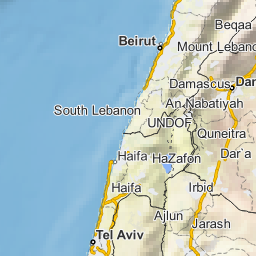 Beqaa
Beirut
Mount Lebano
Damascus
Dar
An Nabatiyah
South Lebanon
UNDOF
Quneitra
Haifa
HaZafon
Dar`a
Haifa
Irbid
Ajlun
Jarash
Tel Aviv